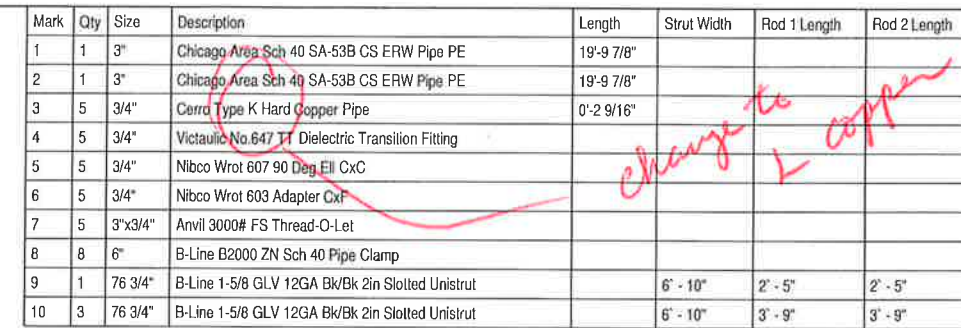 Mark Qty Size Description Length Strut Width Rod 1 Length Rod 2 Length
1 1 3" Chicago Area Sch 40 SA-53B CS ERW Pipe PE 19'-9 7/8"
2 1 3" Chicago Area Sch 40 SA-53B CS ERW Pipe PE 19'-9 7/8"
3 5 3/4" Cerro Type K Hard Copper Pipe 0'-2 9/16"
4 5 3/4" Victaulic No.647 TT Dielectric Transition Fitting
5 5 3/4" Nibco Wrot 607 90 Deg Ell CxC
6 5 3/4" Nibco Wrot 603 Adapter CxF
7 5 3"x3/4" Anvil 3000# FS Thread-O-Let
8 8 6" B-Line B2000 ZN Sch 40 Pipe Clamp
9 1 76 3/4" B-Line 1-5/8 GLV 12GA Bk/Bk 2in Slotted Unistrut 6' - 10" 2' - 5" 2' - 5"
10 3 76 3/4" B-Line 1-5/8 GLV 12GA Bk/Bk 2in Slotted Unistrut 6' - 10" 3' - 9" 3' - 9"
change to
L copper